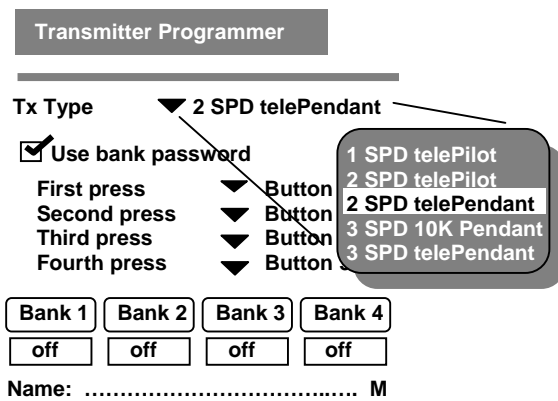 Transmitter Programmer
Tx Type 2 SPD telePendant
Use bank password
First press Button
Second press Button
Third press Button
Fourth press Button
1 SPD telePilot
2 SPD telePilot
2 SPD telePendant
3 SPD 10K Pendant
3 SPD telePendant
Bank 1 Bank 2 Bank 3 Bank 4
off off off off
Name: ………………………………. M